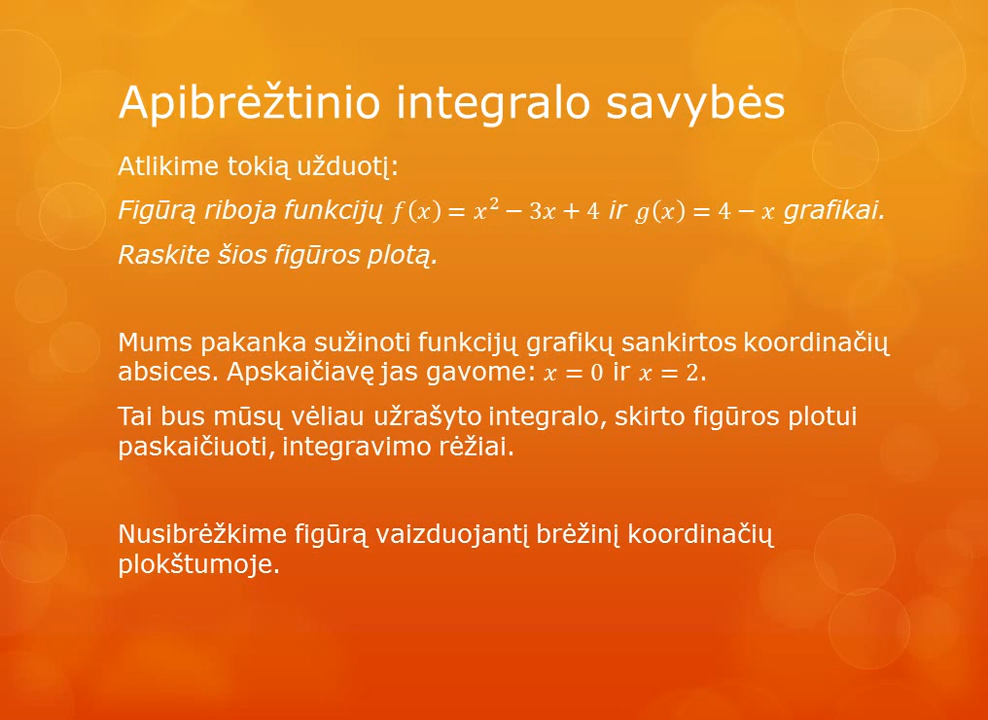 Apibrėžtinio integralo savybės
Atlikime tokią užduotį:
Figūrą riboja funkcijų f(x) = x² − 3x + 4 ir g(x) = 4 − x grafikai.
Raskite šios figūros plotą.
Mums pakanka sužinoti funkcijų grafikų sankirtos koordinačių
absices. Apskaičiavę jas gavome: x = 0 ir x = 2.
Tai bus mūsų vėliau užrašyto integralo, skirto figūros plotui
paskaičiuoti, integravimo rėžiai.
Nusibrėžkime figūrą vaizduojantį brėžinį koordinačių
plokštumoje.